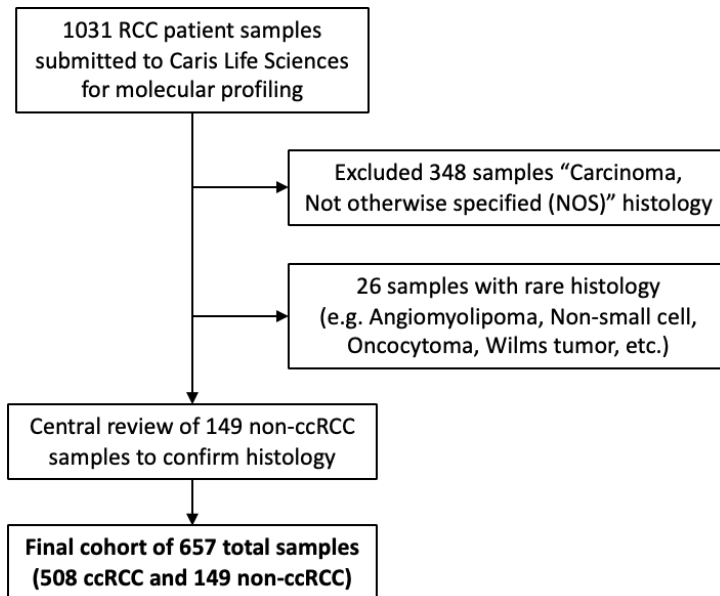 1031 RCC patient samples
submitted to Caris Life Sciences
for molecular profiling
Excluded 348 samples “Carcinoma,
Not otherwise specified (NOS)” histology
26 samples with rare histology
(e.g. Angiomyolipoma, Non-small cell,
Oncocytoma, Wilms tumor, etc.)
Central review of 149 non-ccRCC
samples to confirm histology
Final cohort of 657 total samples
(508 ccRCC and 149 non-ccRCC)